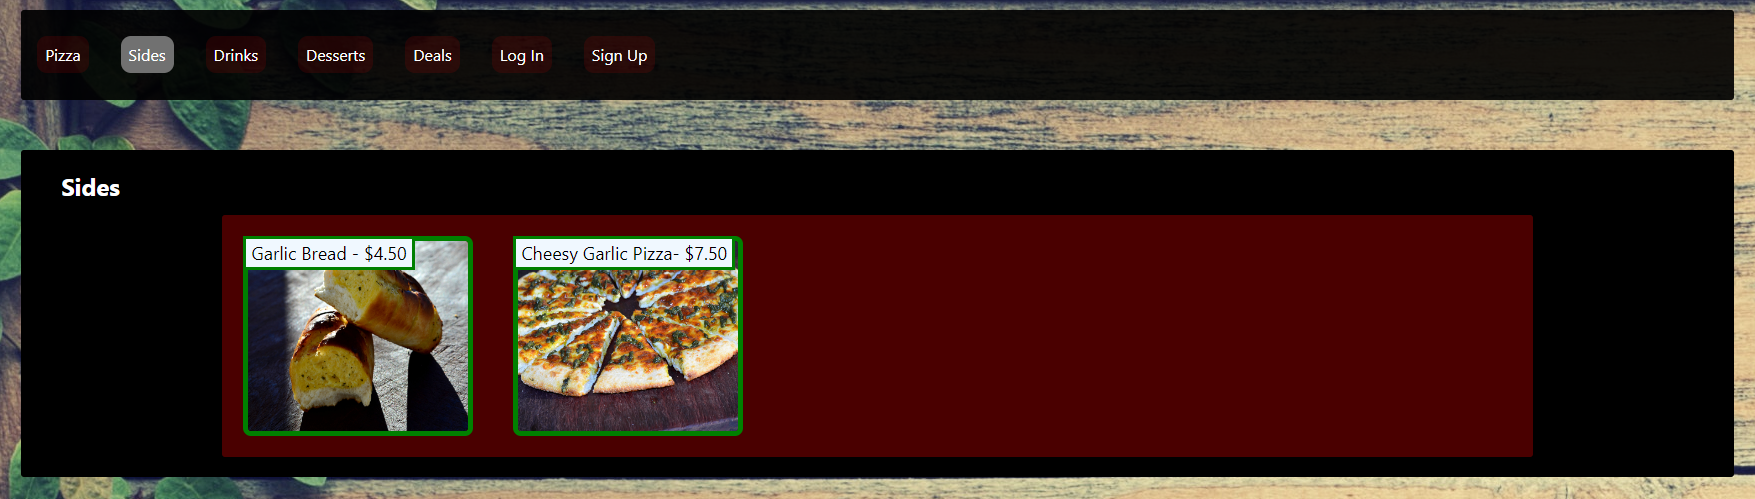 Pizza Sides Drinks Desserts Deals Log In Sign Up
Sides
Garlic Bread - $4.50 Cheesy Garlic Pizza- $7.50